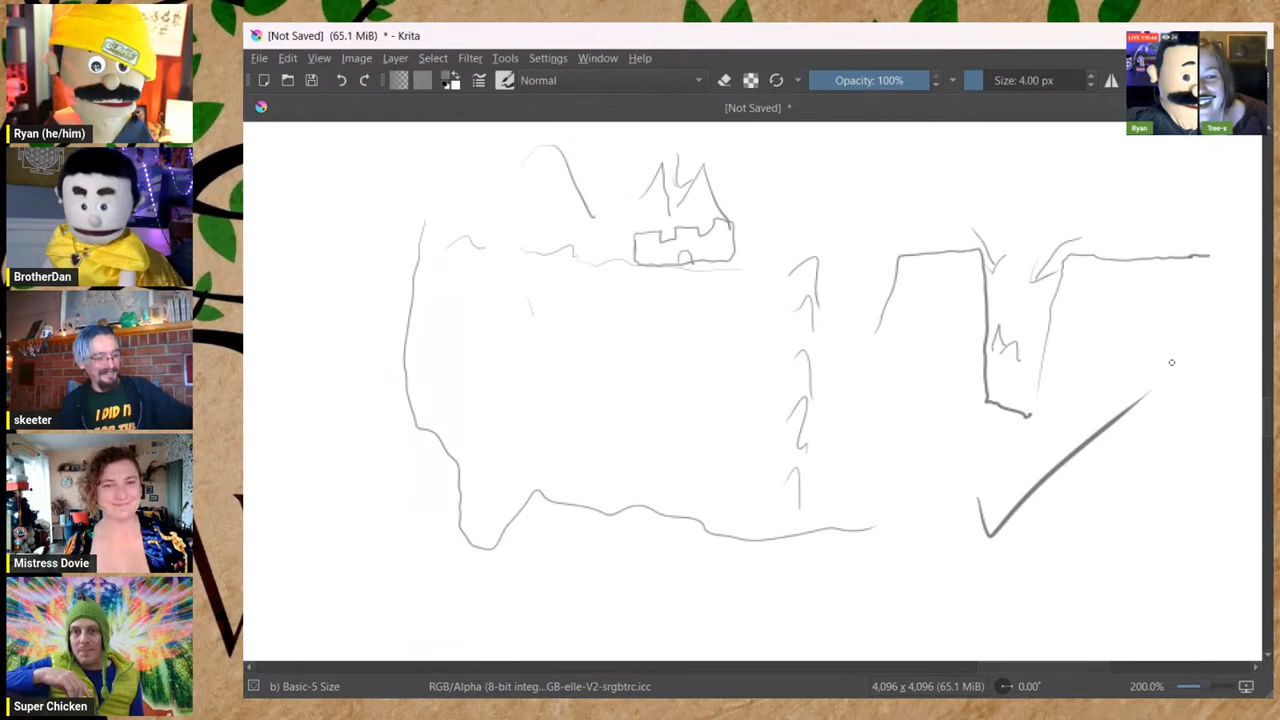 [Not Saved] (65.1 MiB) * - Krita
File Edit View Image Layer Select Filter Tools Settings Window Help
Normal
Opacity: 100%
Size: 4.00 px
[Not Saved] *
Ryan
Tree-x
Ryan (he/him)
BrotherDan
I DID IT
skeeter
Mistress Dovie
Super Chicken
b) Basic-5 Size
RGB/Alpha (8-bit integ...GB-elle-V2-srgbtrc.icc
4,096 x 4,096 (65.1 MiB)
0.00°
200.0%